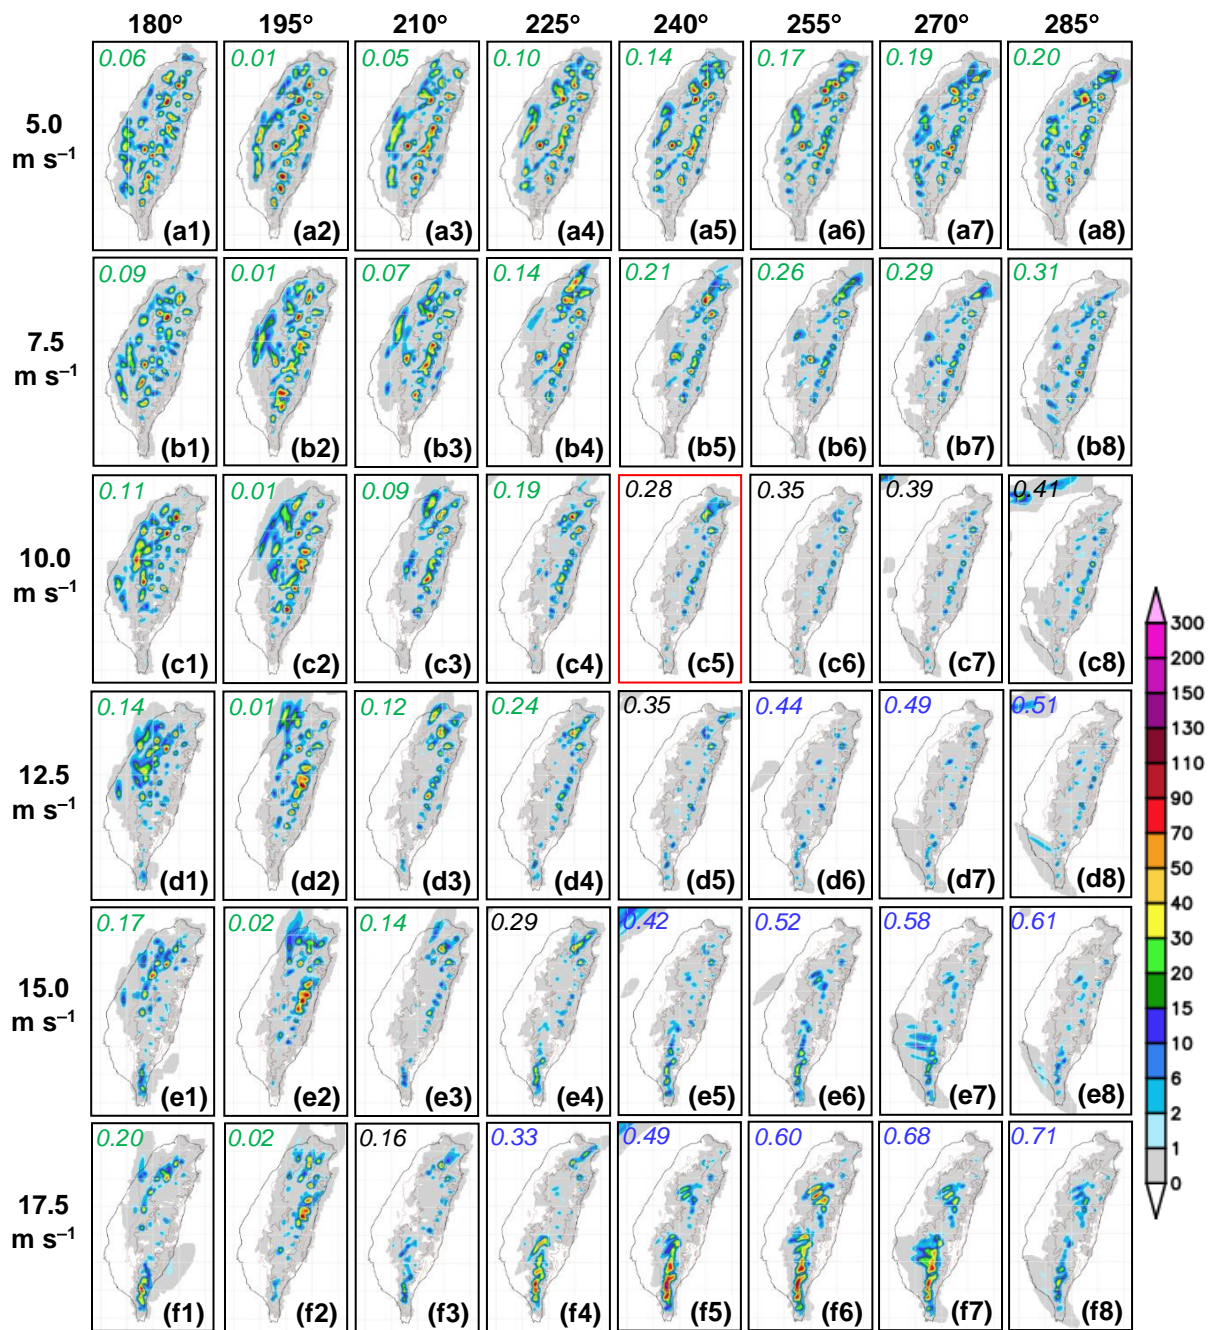 180° 195° 210° 225° 240° 255° 270° 285°
0.06 0.01 0.05 0.10 0.14 0.17 0.19 0.20
5.0
m s⁻¹
(a1) (a2) (a3) (a4) (a5) (a6) (a7) (a8)
0.09 0.01 0.07 0.14 0.21 0.26 0.29 0.31
7.5
m s⁻¹
(b1) (b2) (b3) (b4) (b5) (b6) (b7) (b8)
0.11 0.01 0.09 0.19 0.28 0.35 0.39 0.41
10.0
m s⁻¹
(c1) (c2) (c3) (c4) (c5) (c6) (c7) (c8)
0.14 0.01 0.12 0.24 0.35 0.44 0.49 0.51
12.5
m s⁻¹
(d1) (d2) (d3) (d4) (d5) (d6) (d7) (d8)
0.17 0.02 0.14 0.29 0.42 0.52 0.58 0.61
15.0
m s⁻¹
(e1) (e2) (e3) (e4) (e5) (e6) (e7) (e8)
0.20 0.02 0.16 0.33 0.49 0.60 0.68 0.71
17.5
m s⁻¹
(f1) (f2) (f3) (f4) (f5) (f6) (f7) (f8)
300
200
150
130
110
90
70
50
40
30
20
15
10
6
2
1
0